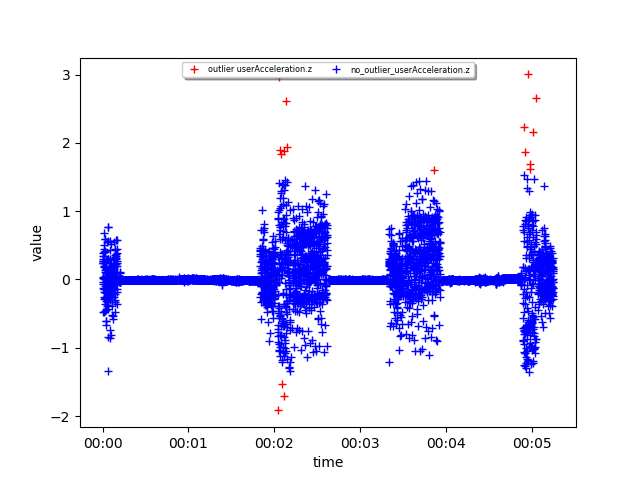 outlier userAcceleration.z
no_outlier_userAcceleration.z
3
2
1
0
−1
−2
value
00:00 00:01 00:02 00:03 00:04 00:05
time